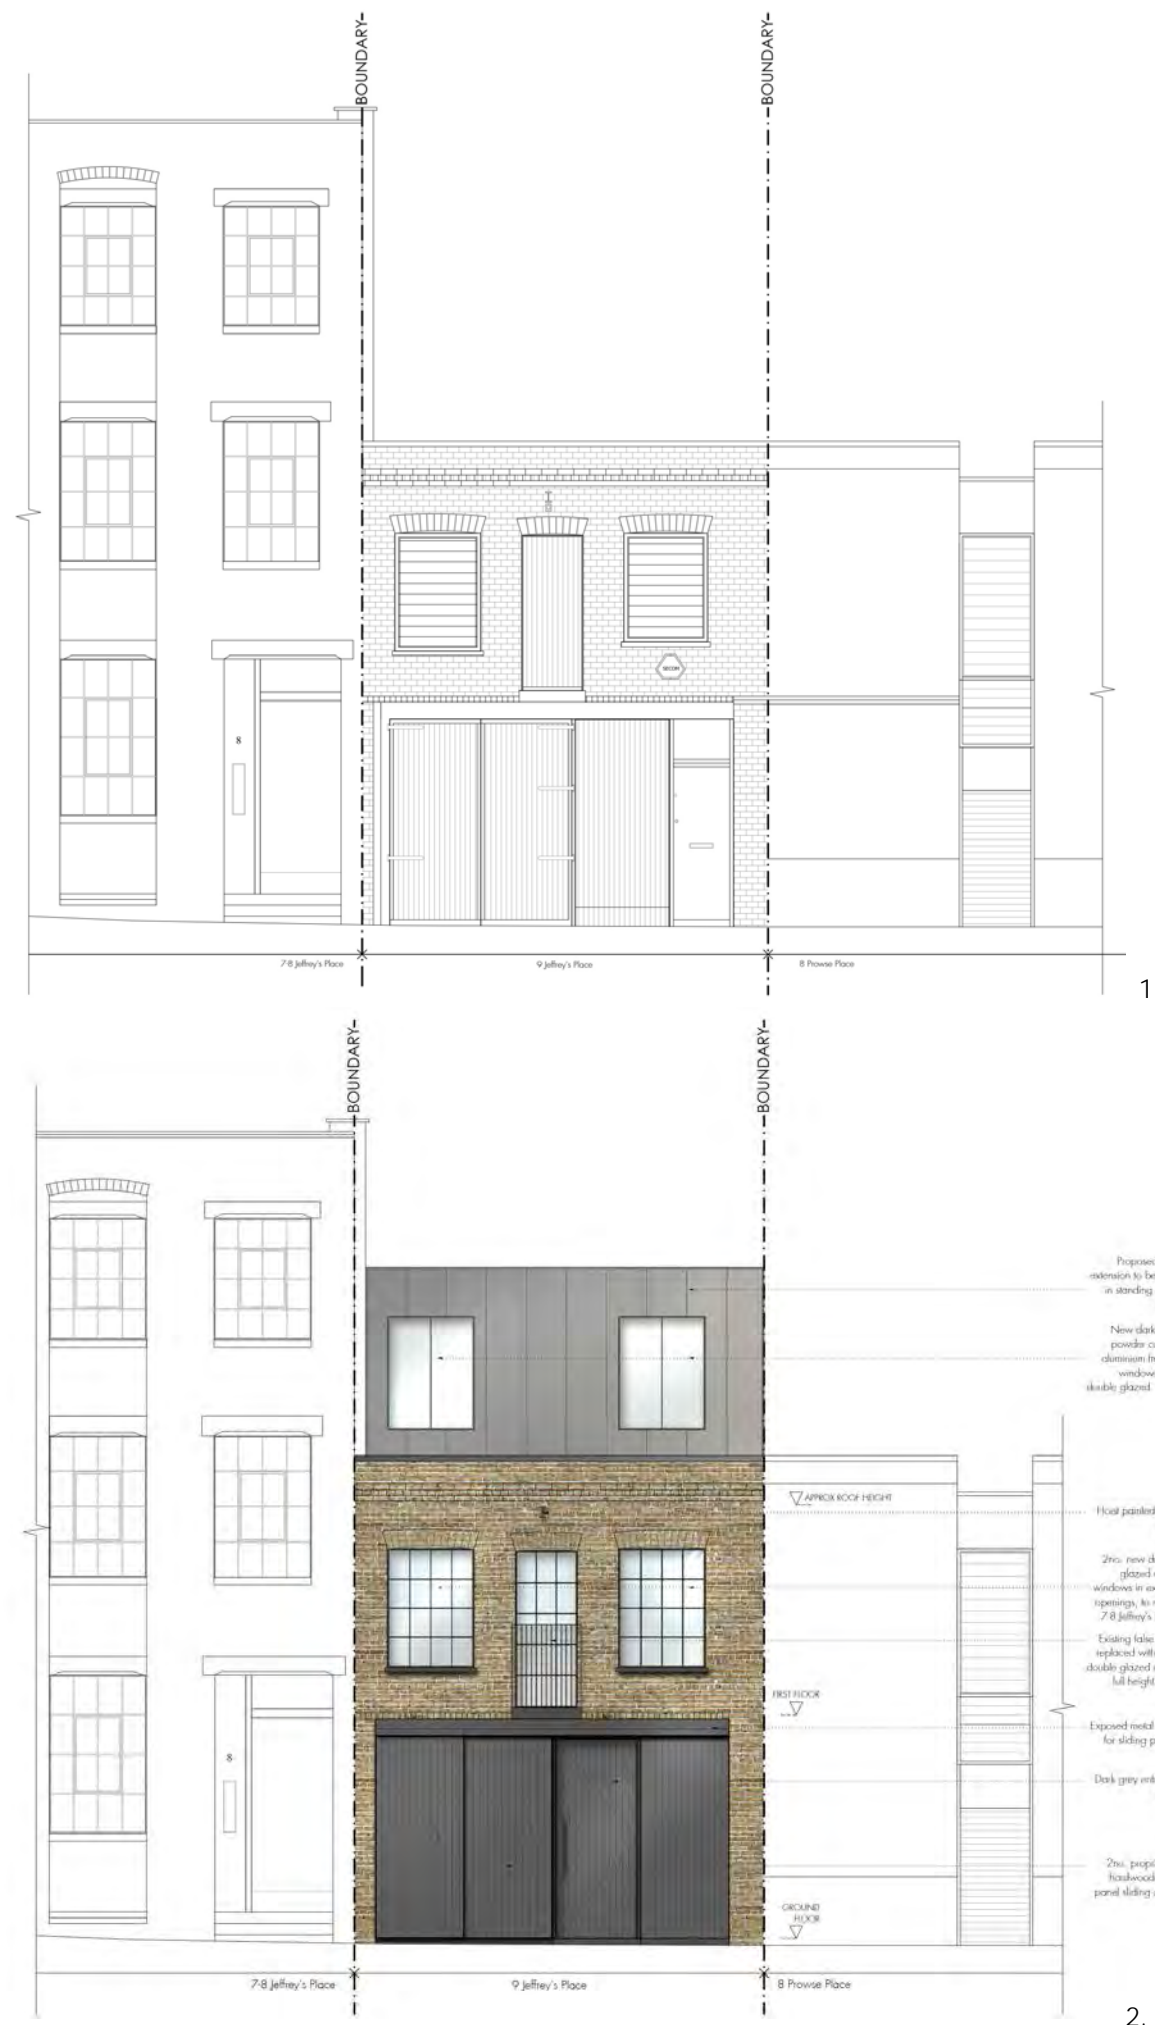 BOUNDARY
BOUNDARY
SECOM
8
7-8 Jeffrey's Place
9 Jeffrey's Place
8 Prowse Place
1
BOUNDARY
BOUNDARY
Proposed
extension to be
in standing
New dark
powder
aluminium
window
double glazed
APPROX ROOF HEIGHT
Hoist painted
2no. new
glazed
windows in
openings, to
7-8 Jeffrey's
Existing false
replaced with
double glazed
full height
FIRST FLOOR
Exposed metal
for sliding
Dark grey
8
2no.
hardwood
panel sliding
GROUND
FLOOR
7-8 Jeffrey's Place
9 Jeffrey's Place
8 Prowse Place
2.